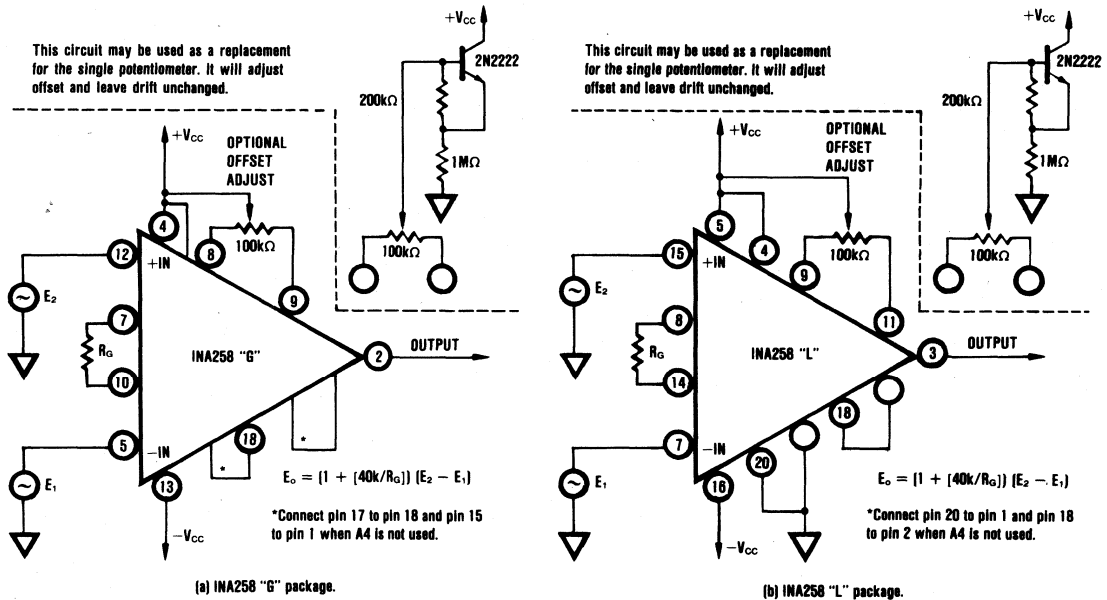 This circuit may be used as a replacement
for the single potentiometer. It will adjust
offset and leave drift unchanged.
+VCC
2N2222
200kΩ
1MΩ
100kΩ
+VCC
OPTIONAL
OFFSET
ADJUST
4
8
100kΩ
9
12
+IN
E2
7
RG
10
INA258 “G”
2
OUTPUT
5
−IN
18
*
*
E1
13
−VCC
Eo = (1 + [40k/RG]) (E2 − E1)
*Connect pin 17 to pin 18 and pin 15
to pin 1 when A4 is not used.
(a) INA258 “G” package.
This circuit may be used as a replacement
for the single potentiometer. It will adjust
offset and leave drift unchanged.
+VCC
2N2222
200kΩ
1MΩ
100kΩ
+VCC
OPTIONAL
OFFSET
ADJUST
5
4
9
100kΩ
11
15
+IN
E2
8
RG
14
INA258 “L”
3
OUTPUT
7
−IN
18
20
E1
16
−VCC
Eo = (1 + [40k/RG]) (E2 − E1)
*Connect pin 20 to pin 1 and pin 18
to pin 2 when A4 is not used.
(b) INA258 “L” package.